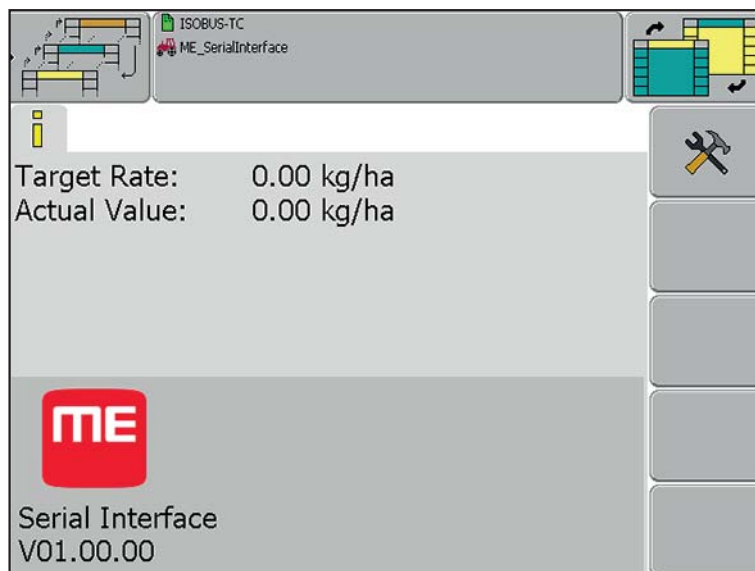 ISOBUS-TC
ME_SerialInterface
i
Target Rate: 0.00 kg/ha
Actual Value: 0.00 kg/ha
ME
Serial Interface
V01.00.00